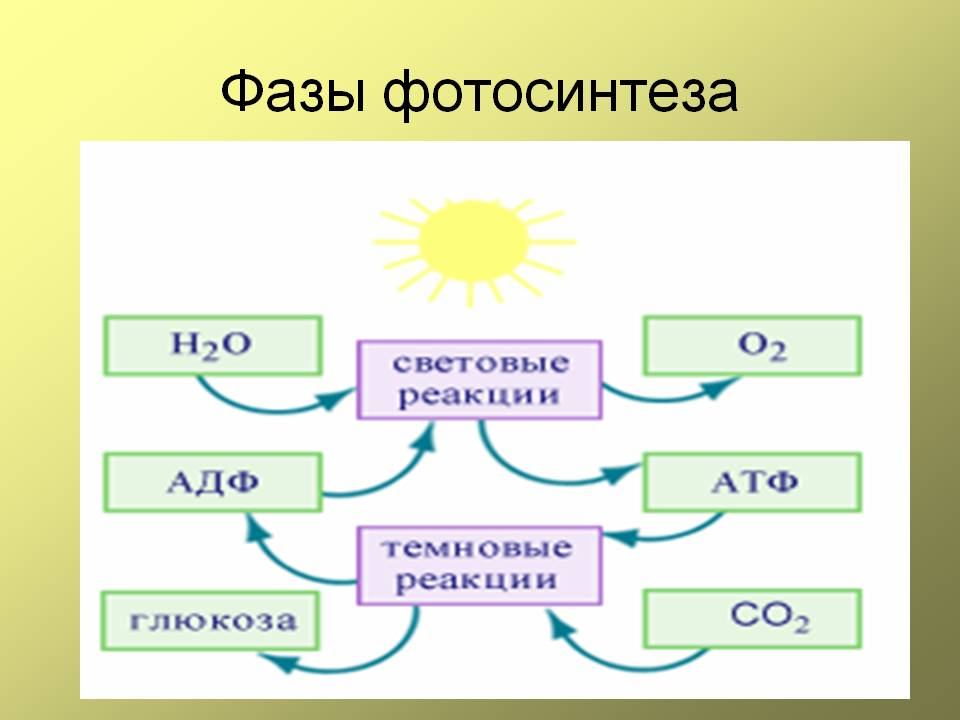 Фазы фотосинтеза
H₂O
световые
реакции
O₂
АДФ
АТФ
темновые
реакции
глюкоза
CO₂